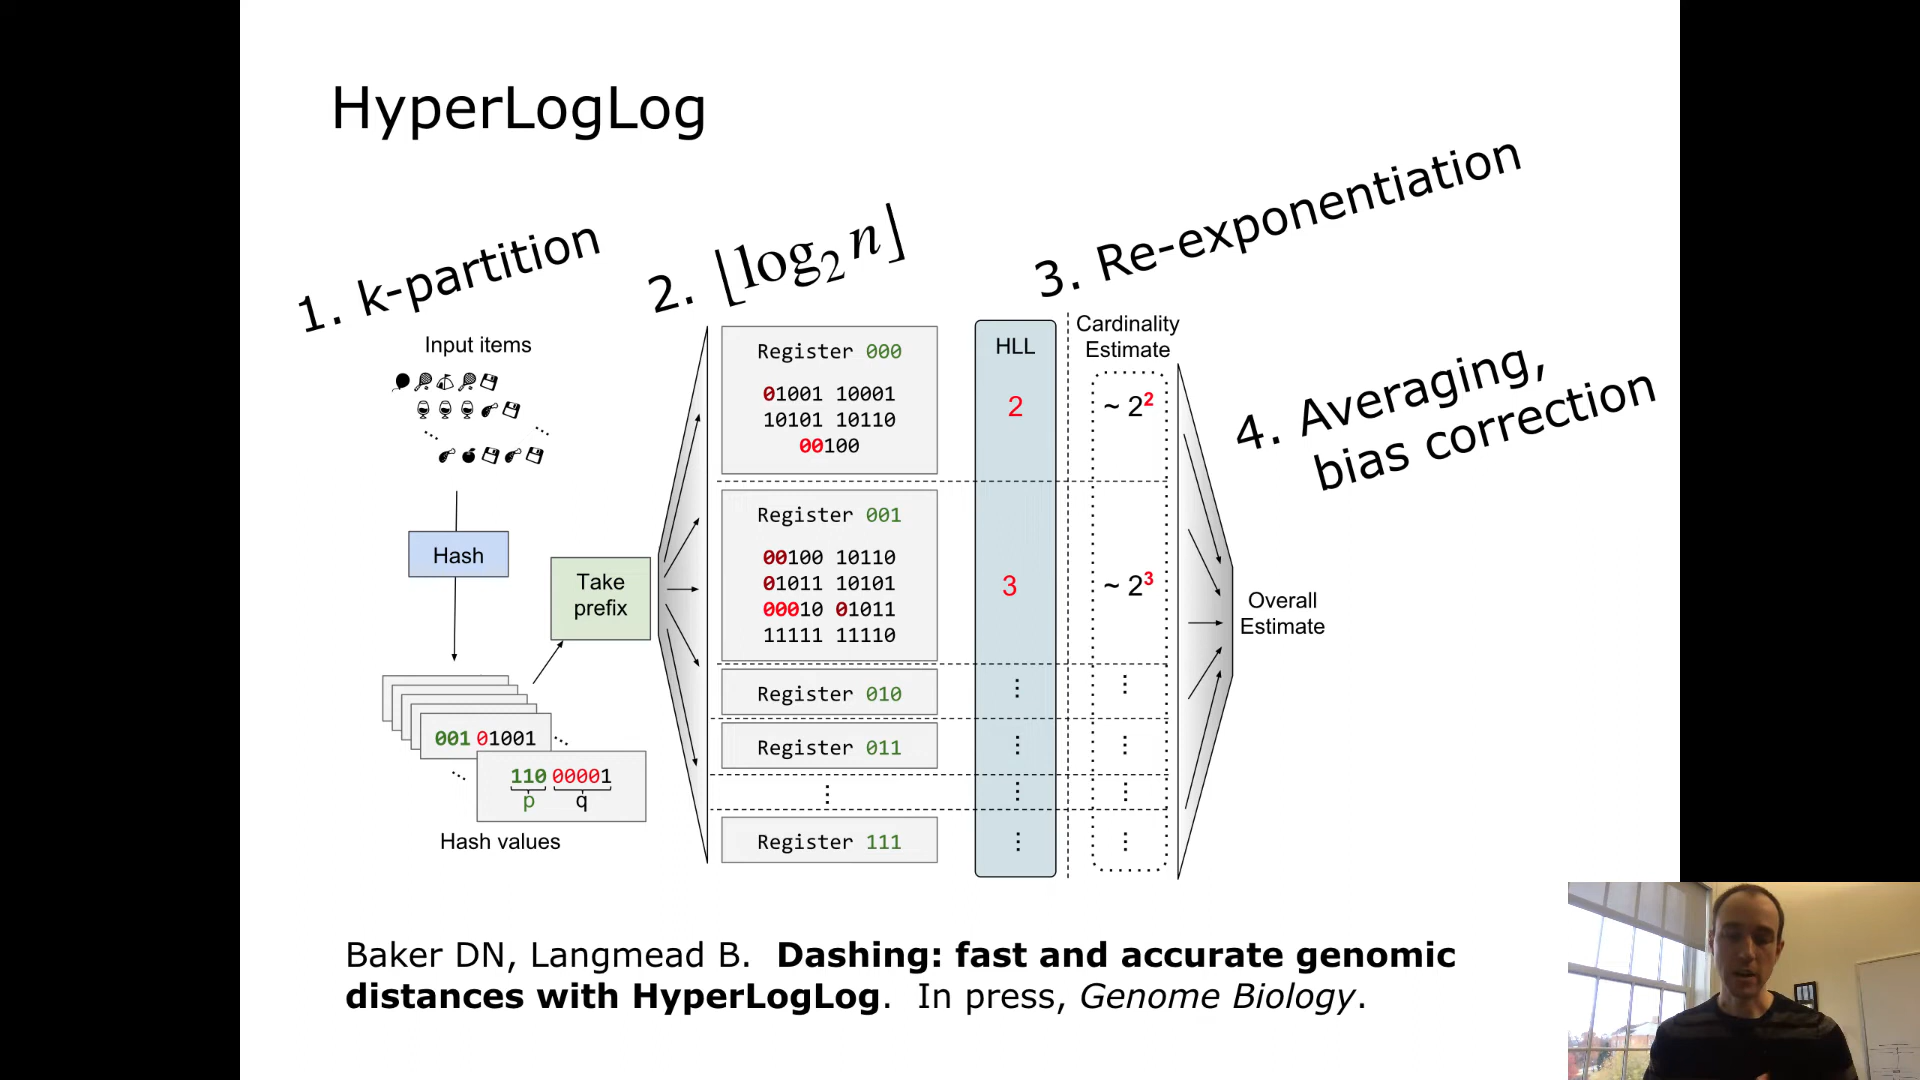 HyperLogLog
1. k-partition
2. ⌊log₂ n⌋
3. Re-exponentiation
4. Averaging,
bias correction
Input items
Hash
001 01001
110 00001
p q
Hash values
Take
prefix
Register 000
01001 10001
10101 10110
00100
Register 001
00100 10110
01011 10101
00010 01011
11111 11110
Register 010
Register 011
Register 111
HLL
2
3
Cardinality
Estimate
~ 2²
~ 2³
Overall
Estimate
Baker DN, Langmead B. Dashing: fast and accurate genomic
distances with HyperLogLog. In press, Genome Biology.